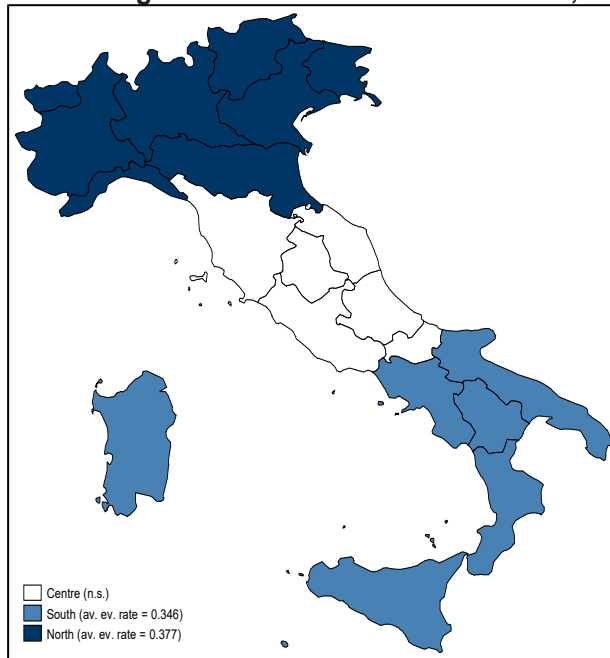 Centre (n.s.)
South (av. ev. rate = 0.346)
North (av. ev. rate = 0.377)